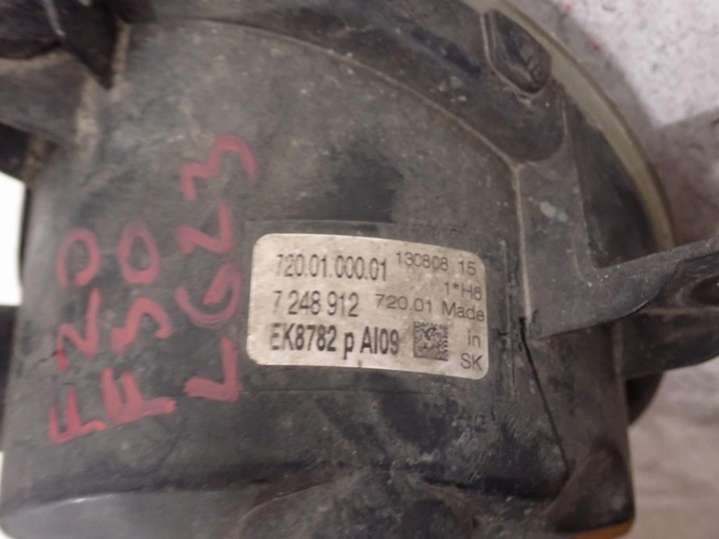 720.01.000.01 130808 15
1*H8
7 248 912 720.01 Made
EK8782 p AI09 in
SK
F20
F30
LG23